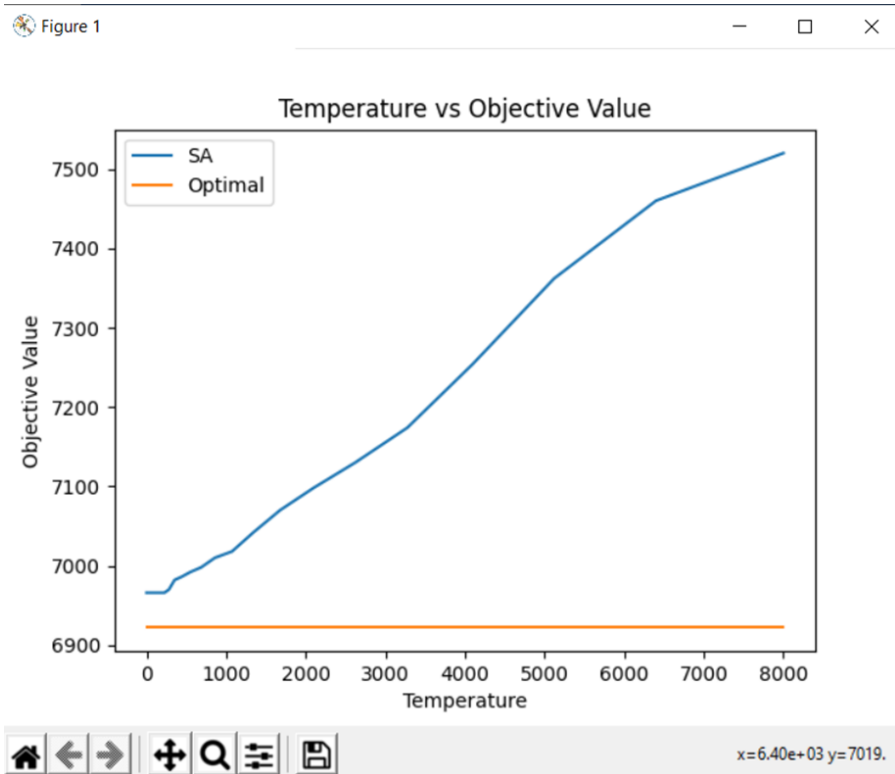 Figure 1
Temperature vs Objective Value
SA
Optimal
7500
7400
7300
7200
7100
7000
6900
Objective Value
0 1000 2000 3000 4000 5000 6000 7000 8000
Temperature
x=6.40e+03 y=7019.